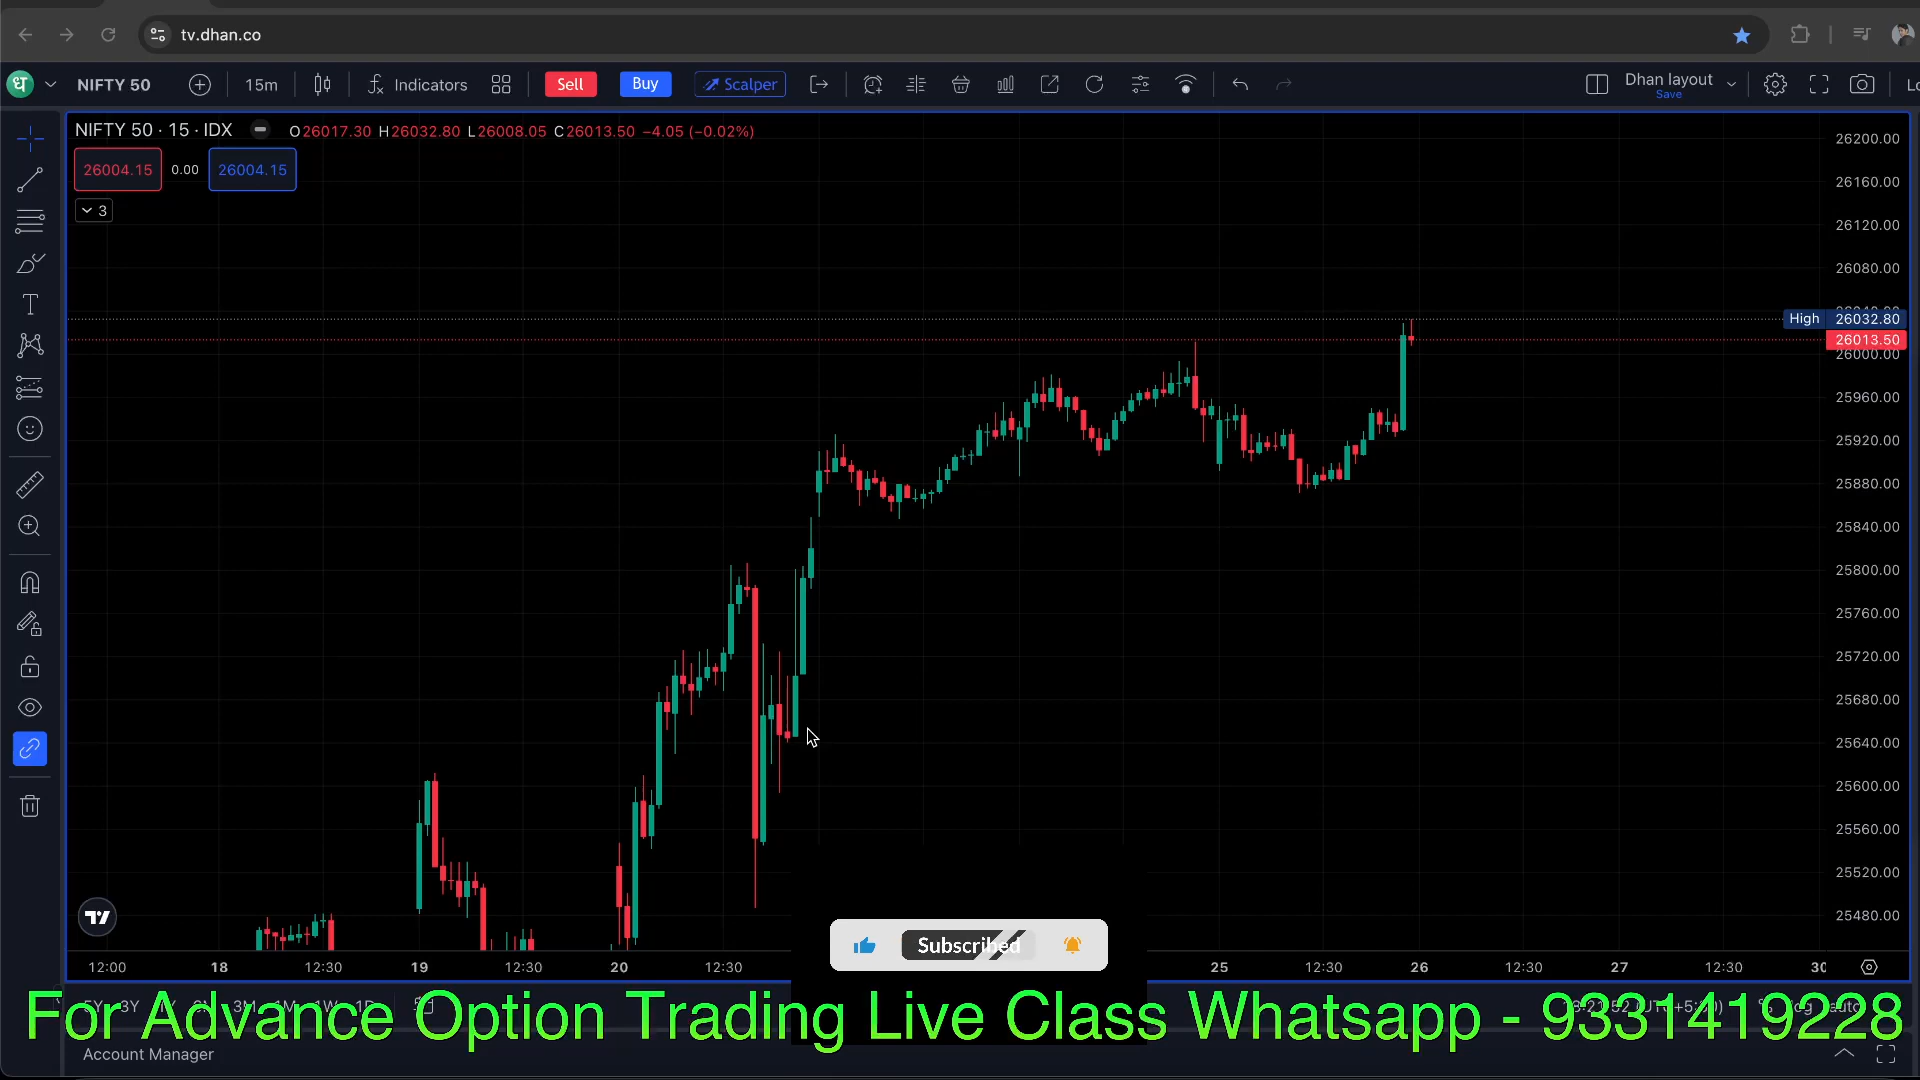 tv.dhan.co
NIFTY 50 15m Indicators Sell Buy Scalper Dhan layout
Save
NIFTY 50 · 15 · IDX O26017.30 H26032.80 L26008.05 C26013.50 −4.05 (−0.02%)
26004.15 0.00 26004.15
3
26200.00
26160.00
26120.00
26080.00
High 26032.80
26013.50
26000.00
25960.00
25920.00
25880.00
25840.00
25800.00
25760.00
25720.00
25680.00
25640.00
25600.00
25560.00
25520.00
25480.00
Subscribed
12:00 18 12:30 19 12:30 20 12:30 25 12:30 26 12:30 27 12:30
For Advance Option Trading Live Class Whatsapp - 9331419228
Account Manager